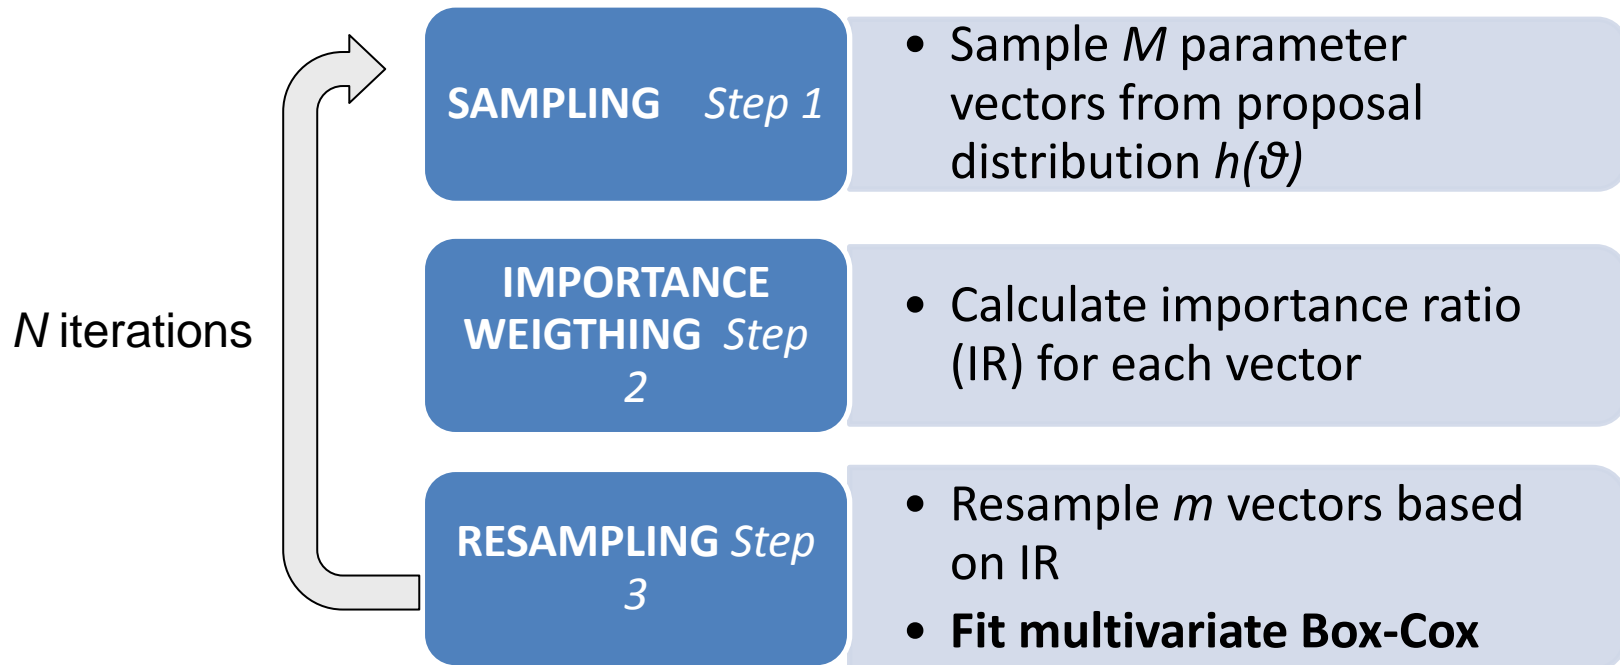 SAMPLING Step 1
• Sample M parameter
vectors from proposal
distribution h(ϑ)
N iterations
IMPORTANCE
WEIGTHING Step
2
• Calculate importance ratio
(IR) for each vector
RESAMPLING Step
3
• Resample m vectors based
on IR
• Fit multivariate Box-Cox